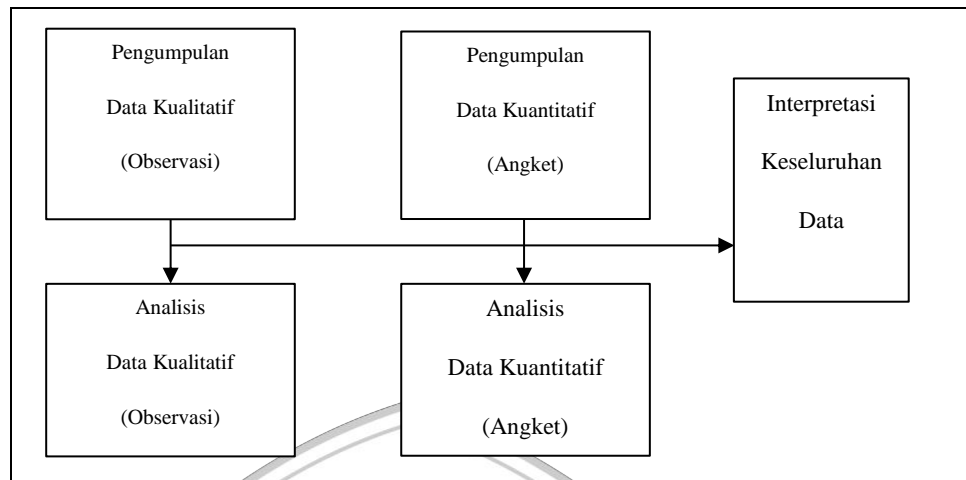 Pengumpulan
Data Kualitatif
(Observasi)
Pengumpulan
Data Kuantitatif
(Angket)
Interpretasi
Keseluruhan
Data
Analisis
Data Kualitatif
(Observasi)
Analisis
Data Kuantitatif
(Angket)